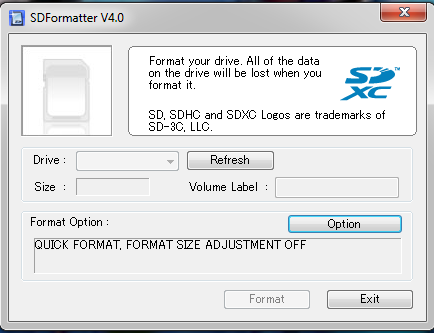 SDFormatter V4.0
Format your drive. All of the data
on the drive will be lost when you
format it.
SD XC™
SD, SDHC and SDXC Logos are trademarks of
SD-3C, LLC.
Drive :
Refresh
Size :
Volume Label :
Format Option :
Option
QUICK FORMAT, FORMAT SIZE ADJUSTMENT OFF
Format
Exit